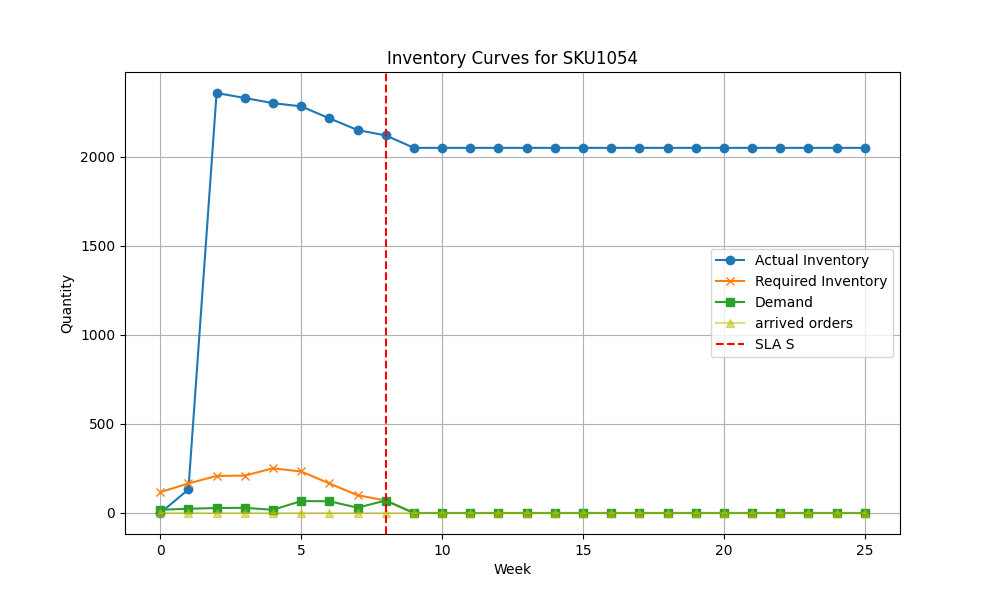 Inventory Curves for SKU1054
Quantity
2000
1500
1000
500
0
Actual Inventory
Required Inventory
Demand
arrived orders
SLA S
0 5 10 15 20 25
Week